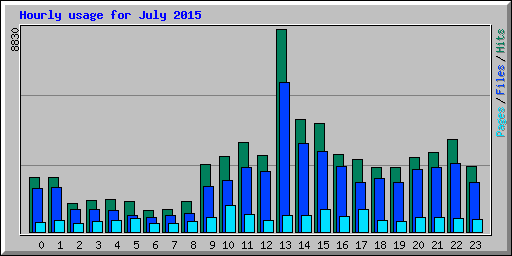 Hourly usage for July 2015
8830
Pages / Files / Hits
0 1 2 3 4 5 6 7 8 9 10 11 12 13 14 15 16 17 18 19 20 21 22 23